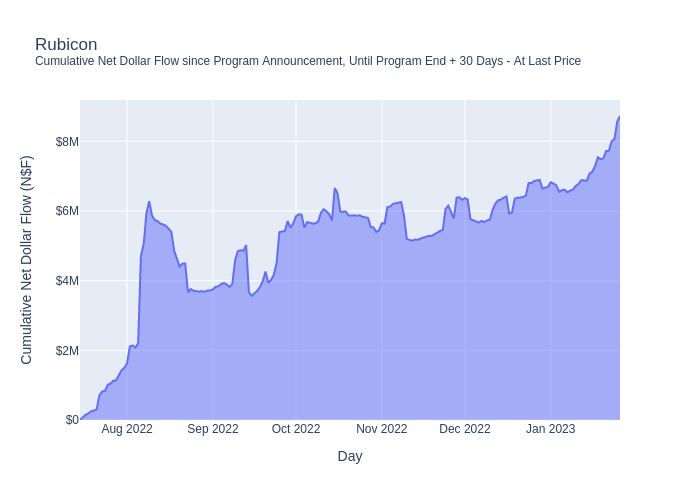 Rubicon
Cumulative Net Dollar Flow since Program Announcement, Until Program End + 30 Days - At Last Price
Cumulative Net Dollar Flow (N$F)
$8M
$6M
$4M
$2M
$0
Aug 2022 Sep 2022 Oct 2022 Nov 2022 Dec 2022 Jan 2023
Day